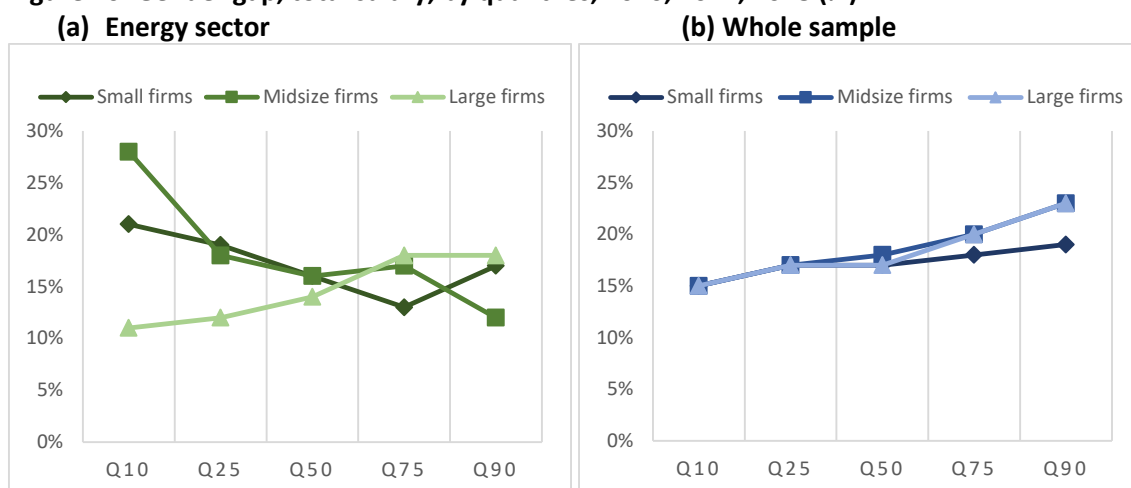 (a) Energy sector
(b) Whole sample
Small firms Midsize firms Large firms
30%
25%
20%
15%
10%
5%
0%
Q10 Q25 Q50 Q75 Q90
Small firms Midsize firms Large firms
30%
25%
20%
15%
10%
5%
0%
Q10 Q25 Q50 Q75 Q90